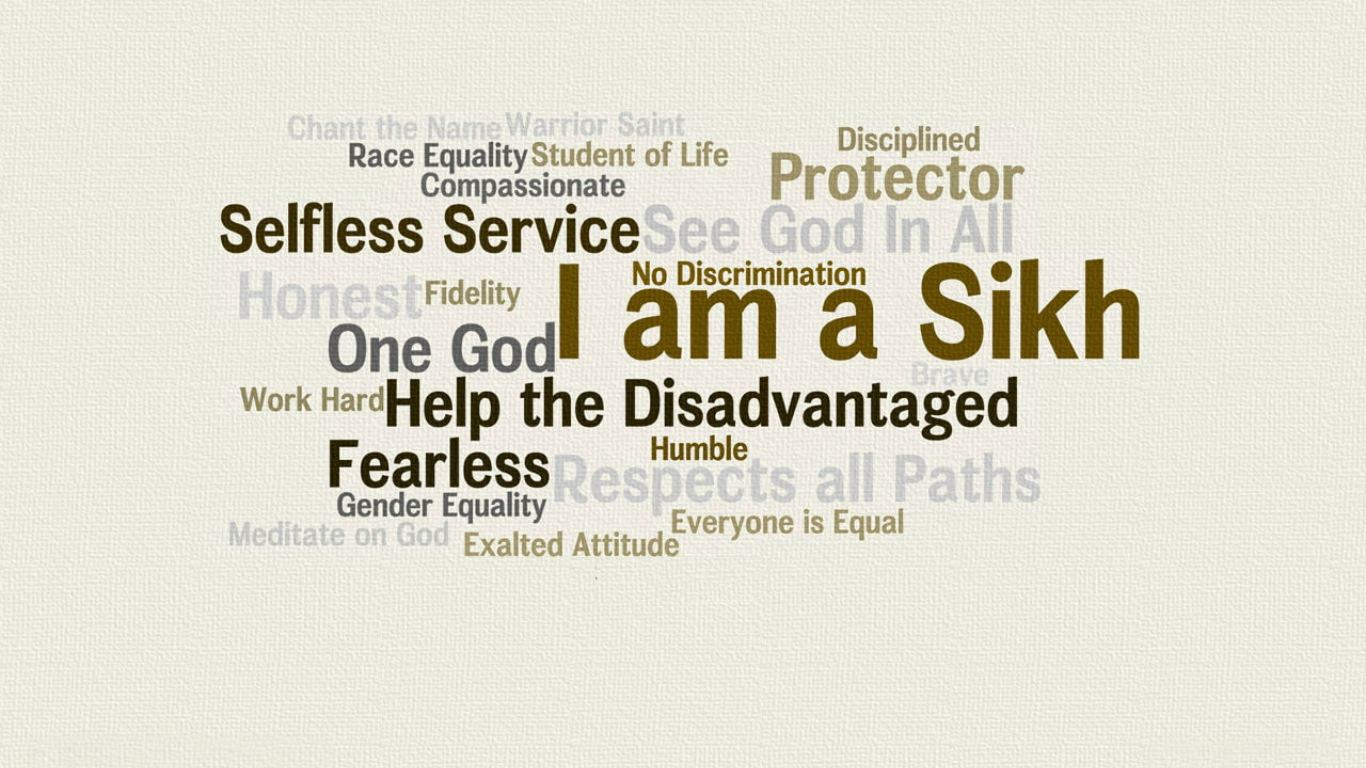 Chant the Name Warrior Saint
Disciplined
Race Equality Student of Life
Protector
Compassionate
Selfless Service See God In All
No Discrimination
Honest Fidelity
I am a Sikh
One God
Brave
Work Hard Help the Disadvantaged
Humble
Fearless Respects all Paths
Gender Equality
Everyone is Equal
Meditate on God Exalted Attitude